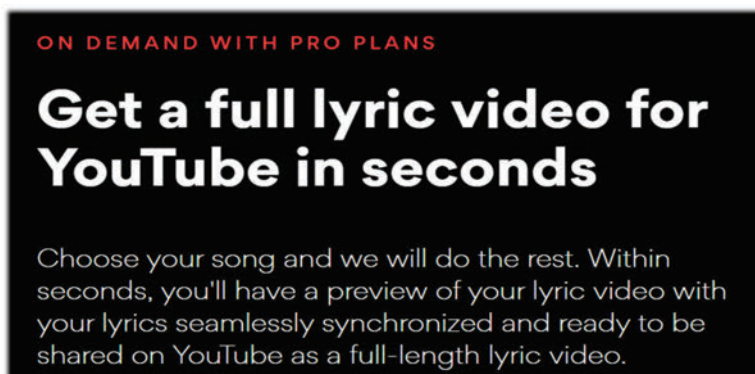 ON DEMAND WITH PRO PLANS
Get a full lyric video for
YouTube in seconds
Choose your song and we will do the rest. Within
seconds, you'll have a preview of your lyric video with
your lyrics seamlessly synchronized and ready to be
shared on YouTube as a full-length lyric video.